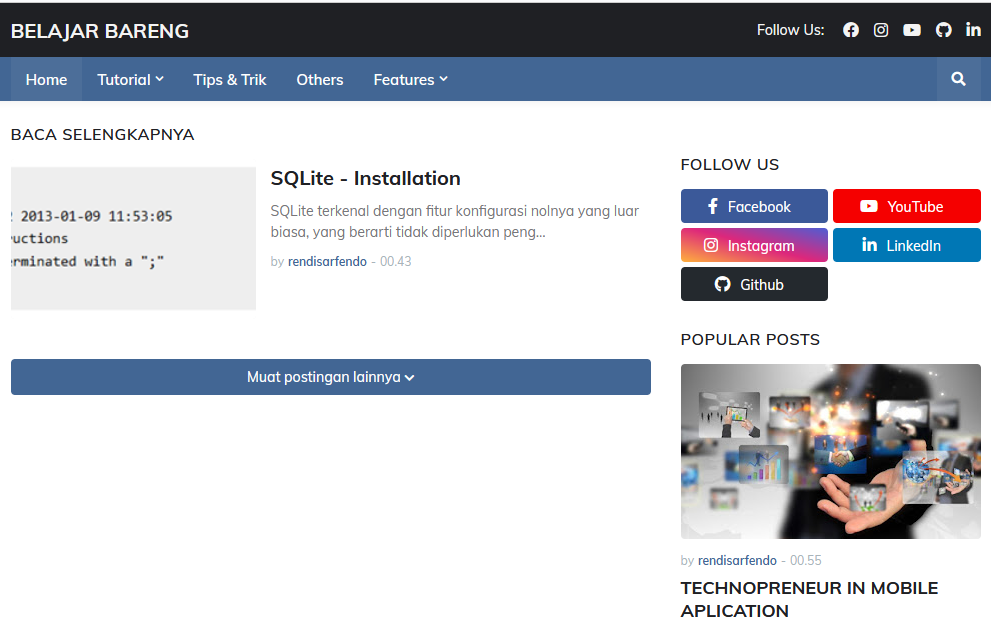 BELAJAR BARENG
Follow Us:
Home Tutorial Tips & Trik Others Features
BACA SELENGKAPNYA
2013-01-09 11:53:05
uctions
erminated with a ";"
SQLite - Installation
SQLite terkenal dengan fitur konfigurasi nolnya yang luar
biasa, yang berarti tidak diperlukan peng...
by rendisarfendo - 00.43
Muat postingan lainnya
FOLLOW US
Facebook YouTube
Instagram LinkedIn
Github
POPULAR POSTS
by rendisarfendo - 00.55
TECHNOPRENEUR IN MOBILE
APLICATION